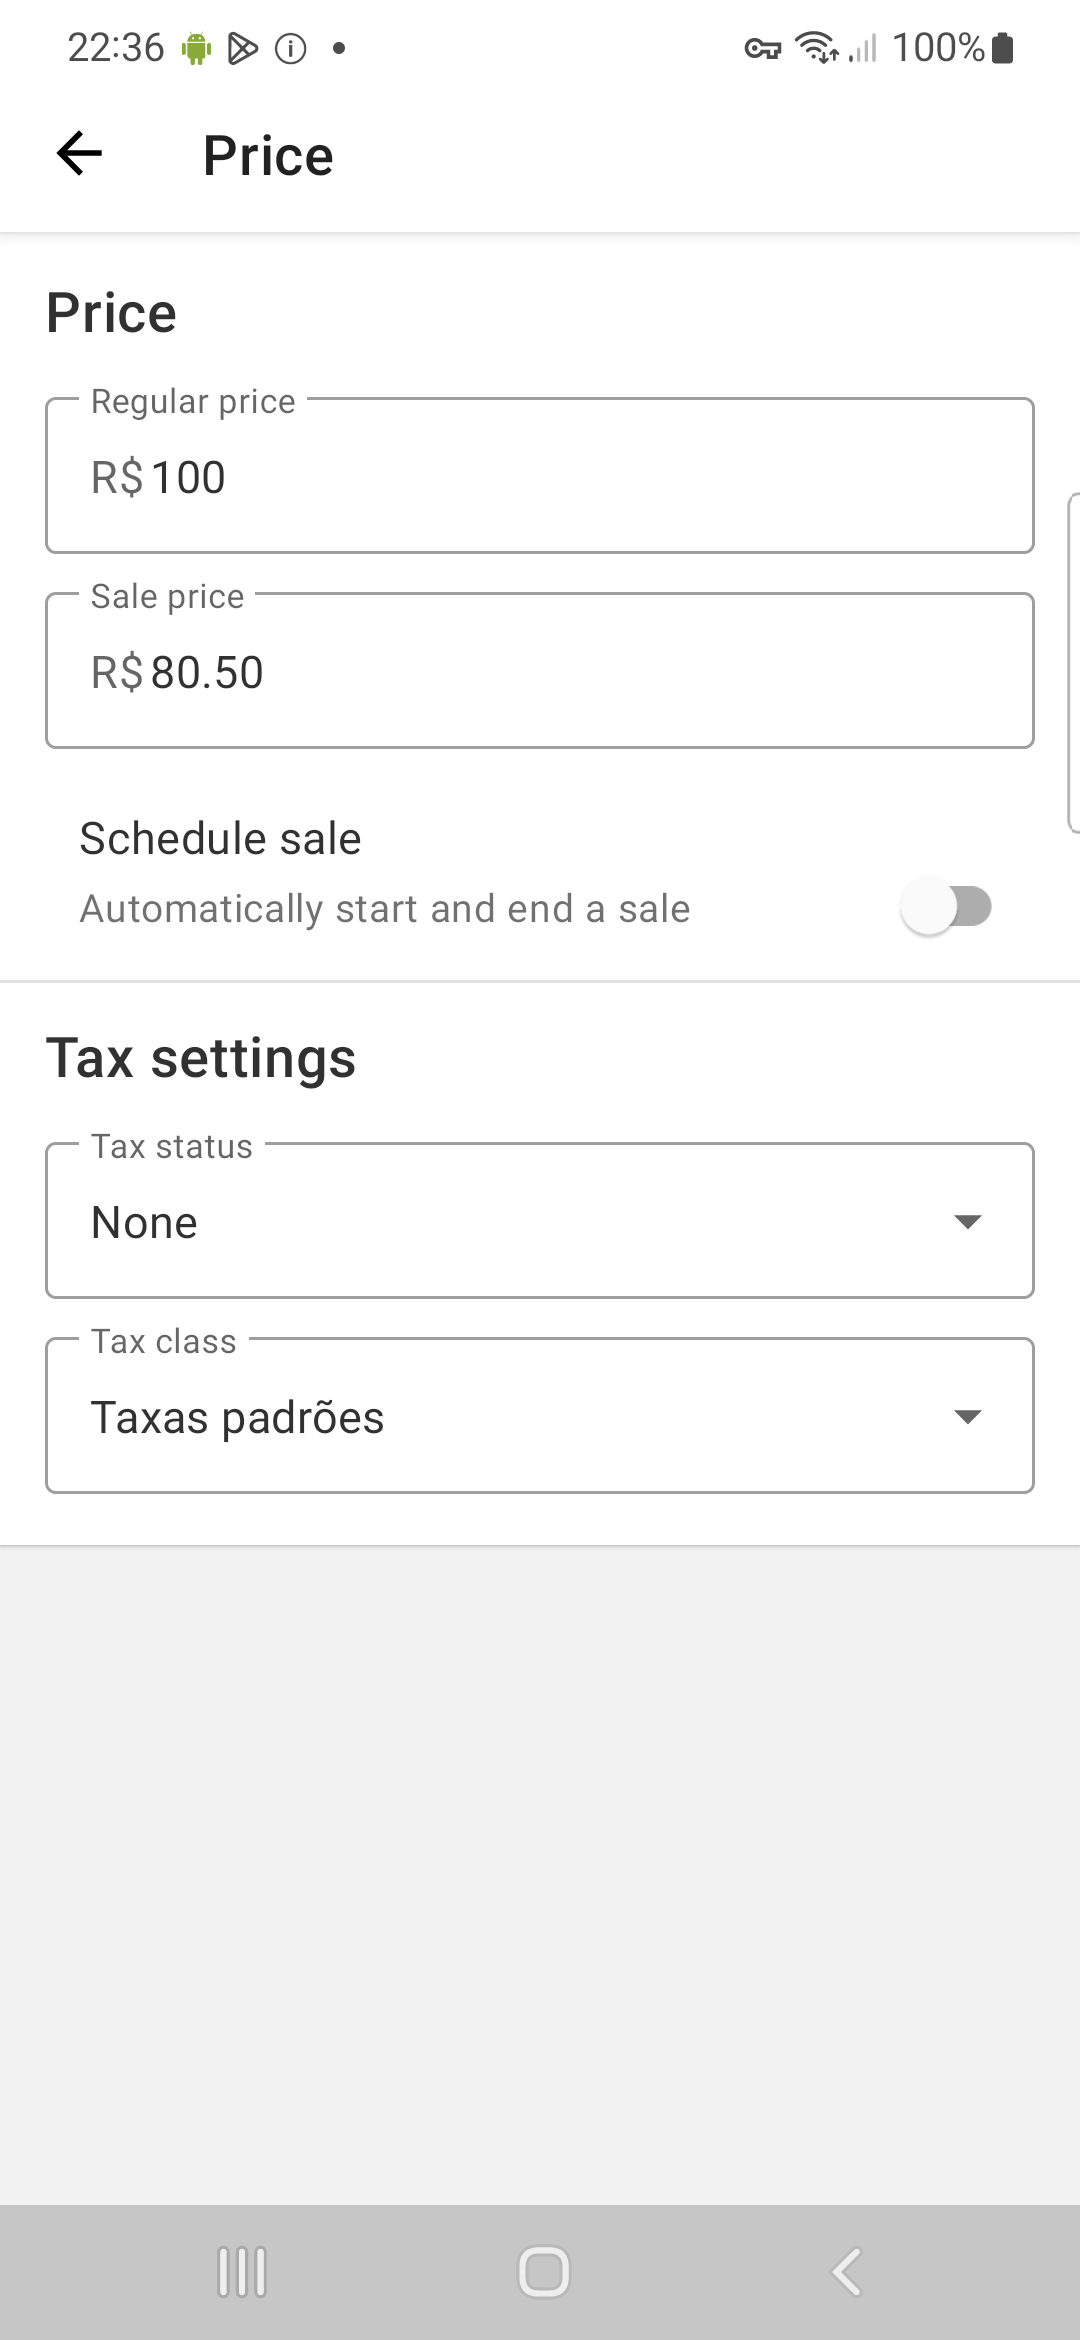 22:36
100%
Price
Price
Regular price
R$100
Sale price
R$80.50
Schedule sale
Automatically start and end a sale
Tax settings
Tax status
None
Tax class
Taxas padrões